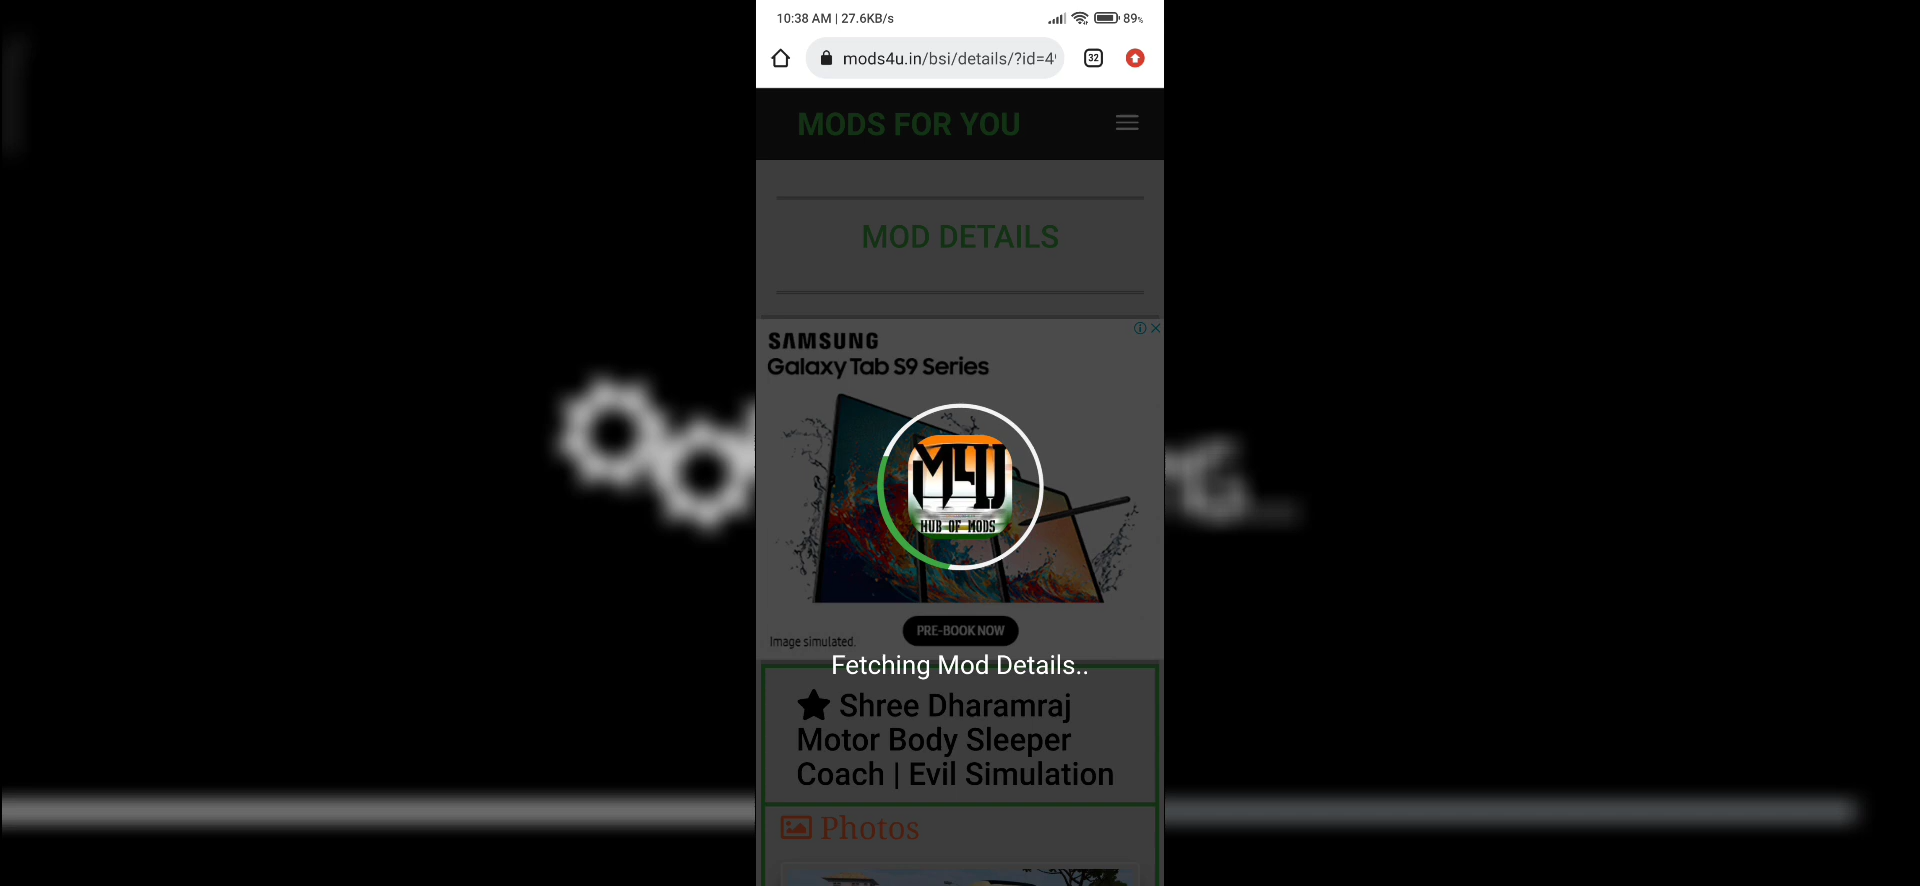 10:38 AM | 27.6KB/s
89%
mods4u.in/bsi/details/?id=4
32
MODS FOR YOU
MOD DETAILS
SAMSUNG
Galaxy Tab S9 Series
M4U
HUB OF MODS
PRE-BOOK NOW
Image simulated.
Fetching Mod Details..
Shree Dharamraj
Motor Body Sleeper
Coach | Evil Simulation
Photos